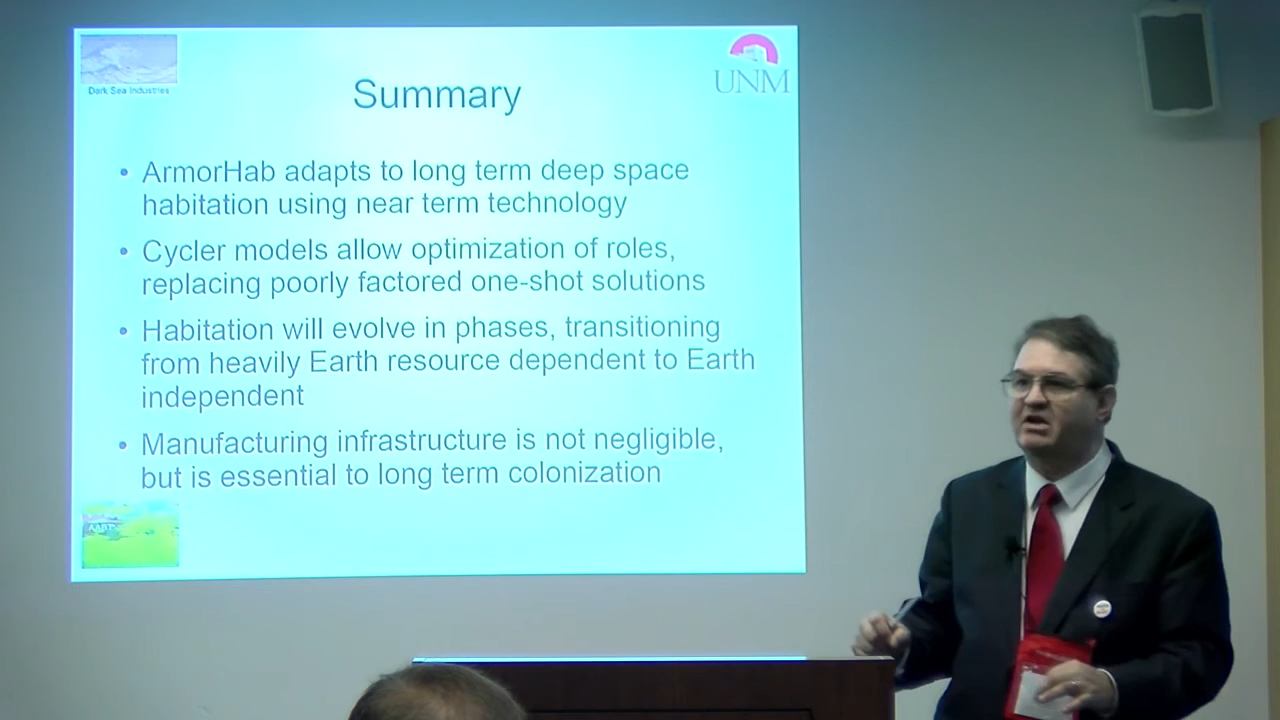 Dark Sea Industries
UNM
Summary
• ArmorHab adapts to long term deep space
habitation using near term technology
• Cycler models allow optimization of roles,
replacing poorly factored one-shot solutions
• Habitation will evolve in phases, transitioning
from heavily Earth resource dependent to Earth
independent
• Manufacturing infrastructure is not negligible,
but is essential to long term colonization